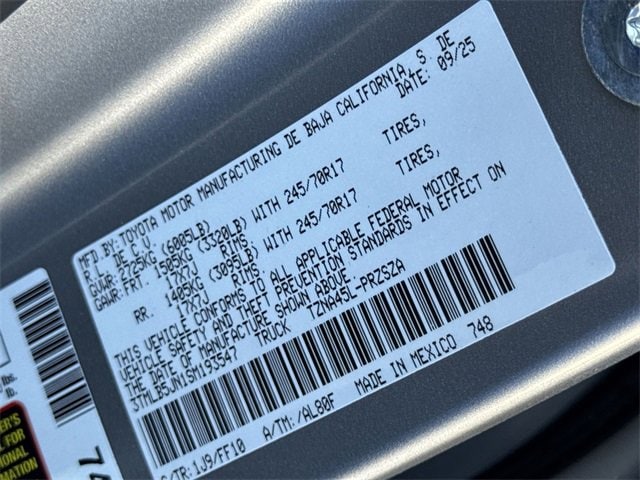 MFD.BY:TOYOTA MOTOR MANUFACTURING DE BAJA CALIFORNIA, S. DE
R.L. DE C.V. DATE: 09/25
GVWR: 2725KG (6005LB)
GAWR:FRT. 1505KG (3320LB) WITH 245/70R17 TIRES,
17X7J RIMS,
RR. 1405KG (3095LB) WITH 245/70R17 TIRES,
17X7J RIMS,
THIS VEHICLE CONFORMS TO ALL APPLICABLE FEDERAL MOTOR
VEHICLE SAFETY AND THEFT PREVENTION STANDARDS IN EFFECT ON
THE DATE OF MANUFACTURE SHOWN ABOVE.
3TMLB5JN1SM193547 TRUCK TZNA45L-PRZSZA
C/TR:1J9/FF10 A/TM:/AL80F MADE IN MEXICO 748
lbs.
lb.